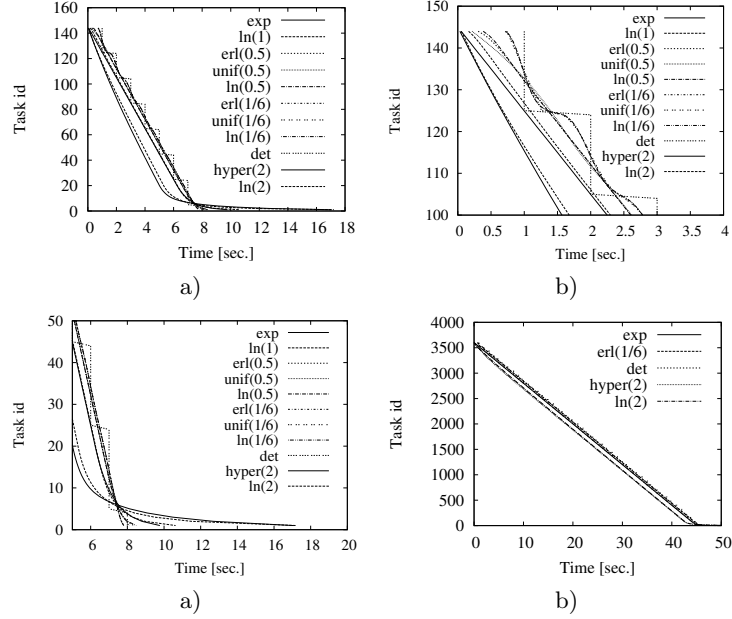 160
140
120
100
80
60
40
20
0
Task id
0 2 4 6 8 10 12 14 16 18
Time [sec.]
exp
ln(1)
erl(0.5)
unif(0.5)
ln(0.5)
erl(1/6)
unif(1/6)
ln(1/6)
det
hyper(2)
ln(2)
a)
150
140
130
120
110
100
Task id
0 0.5 1 1.5 2 2.5 3 3.5 4
Time [sec.]
exp
ln(1)
erl(0.5)
unif(0.5)
ln(0.5)
erl(1/6)
unif(1/6)
ln(1/6)
det
hyper(2)
ln(2)
b)
50
40
30
20
10
0
Task id
6 8 10 12 14 16 18 20
Time [sec.]
exp
ln(1)
erl(0.5)
unif(0.5)
ln(0.5)
erl(1/6)
unif(1/6)
ln(1/6)
det
hyper(2)
ln(2)
a)
4000
3500
3000
2500
2000
1500
1000
500
0
Task id
0 10 20 30 40 50
Time [sec.]
exp
erl(1/6)
det
hyper(2)
ln(2)
b)